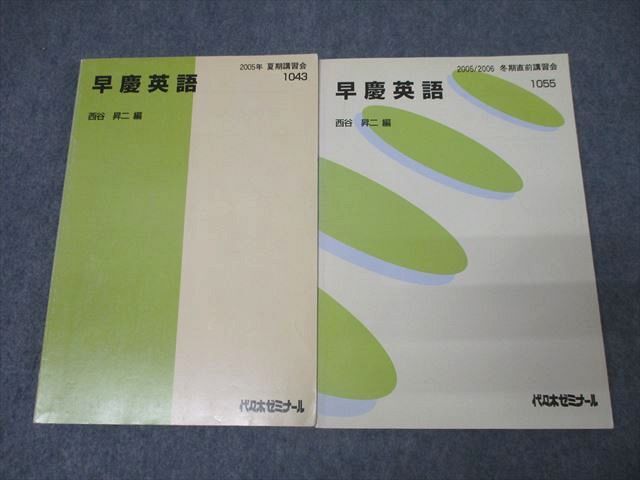 2005年 夏期講習会
1043
早慶英語
西谷 昇二 編
代々木ゼミナール
2005/2006 冬期直前講習会
1055
早慶英語
西谷 昇二 編
代々木ゼミナール